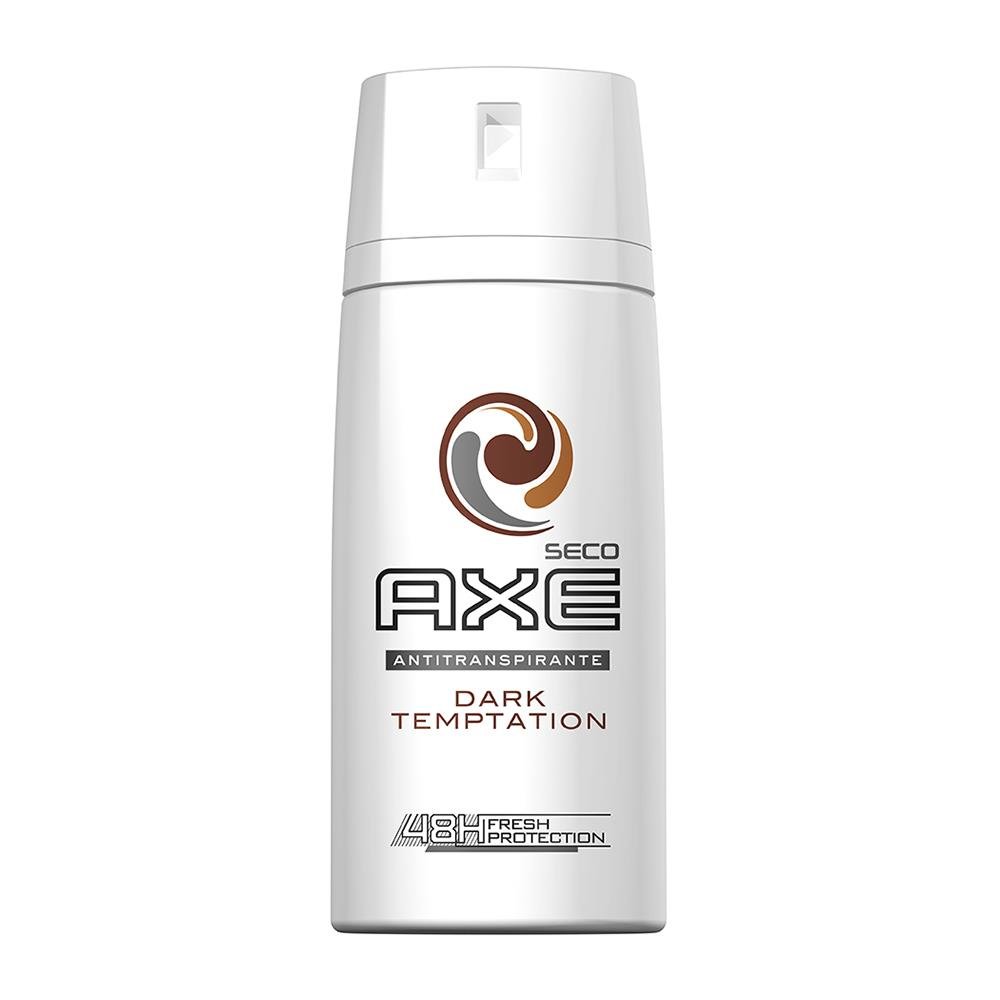 SECO
AXE
ANTITRANSPIRANTE
DARK
TEMPTATION
48H FRESH
PROTECTION